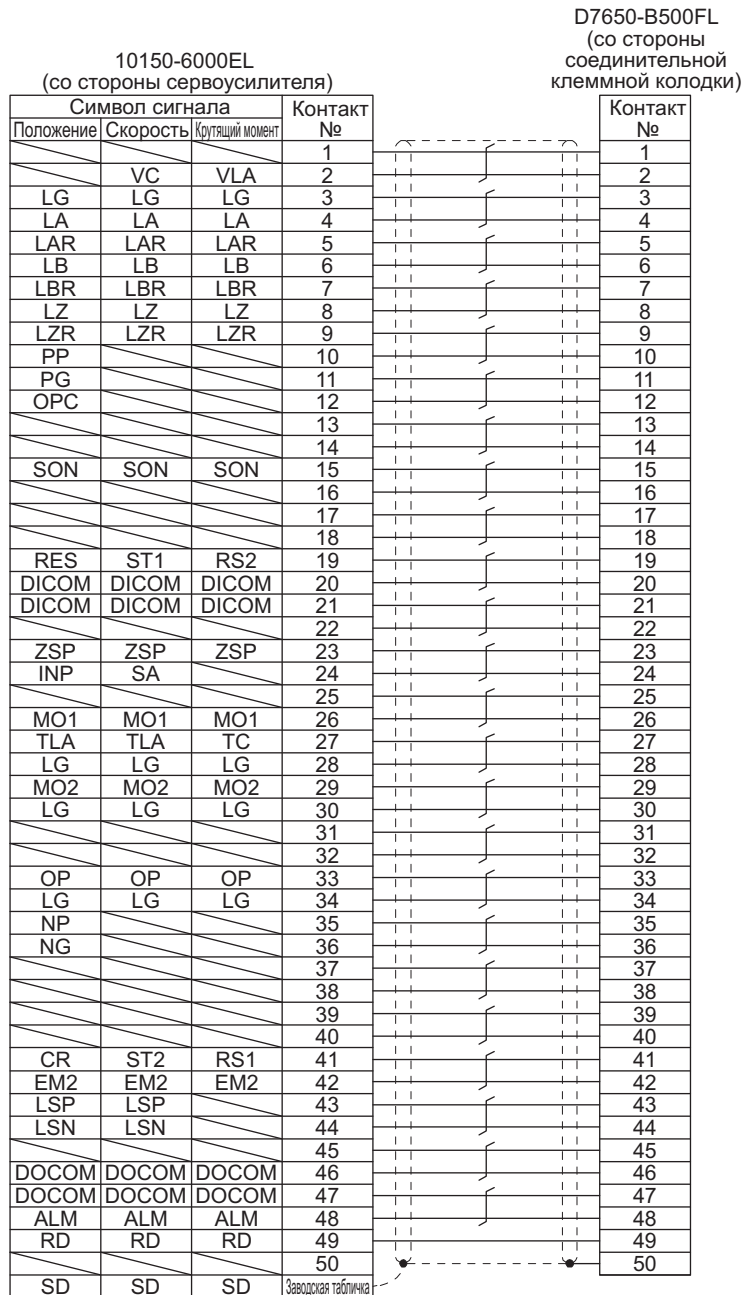 D7650-B500FL
(со стороны
соединительной
клеммной колодки)
10150-6000EL
(со стороны сервоусилителя)
Символ сигнала Контакт № Контакт №
Положение Скорость Крутящий момент
1 1
VC VLA 2 2
LG LG LG 3 3
LA LA LA 4 4
LAR LAR LAR 5 5
LB LB LB 6 6
LBR LBR LBR 7 7
LZ LZ LZ 8 8
LZR LZR LZR 9 9
PP 10 10
PG 11 11
OPC 12 12
13 13
14 14
SON SON SON 15 15
16 16
17 17
18 18
RES ST1 RS2 19 19
DICOM DICOM DICOM 20 20
DICOM DICOM DICOM 21 21
22 22
ZSP ZSP ZSP 23 23
INP SA 24 24
25 25
MO1 MO1 MO1 26 26
TLA TLA TC 27 27
LG LG LG 28 28
MO2 MO2 MO2 29 29
LG LG LG 30 30
31 31
32 32
OP OP OP 33 33
LG LG LG 34 34
NP 35 35
NG 36 36
37 37
38 38
39 39
40 40
CR ST2 RS1 41 41
EM2 EM2 EM2 42 42
LSP LSP 43 43
LSN LSN 44 44
45 45
DOCOM DOCOM DOCOM 46 46
DOCOM DOCOM DOCOM 47 47
ALM ALM ALM 48 48
RD RD RD 49 49
50 50
SD SD SD Заводская табличка